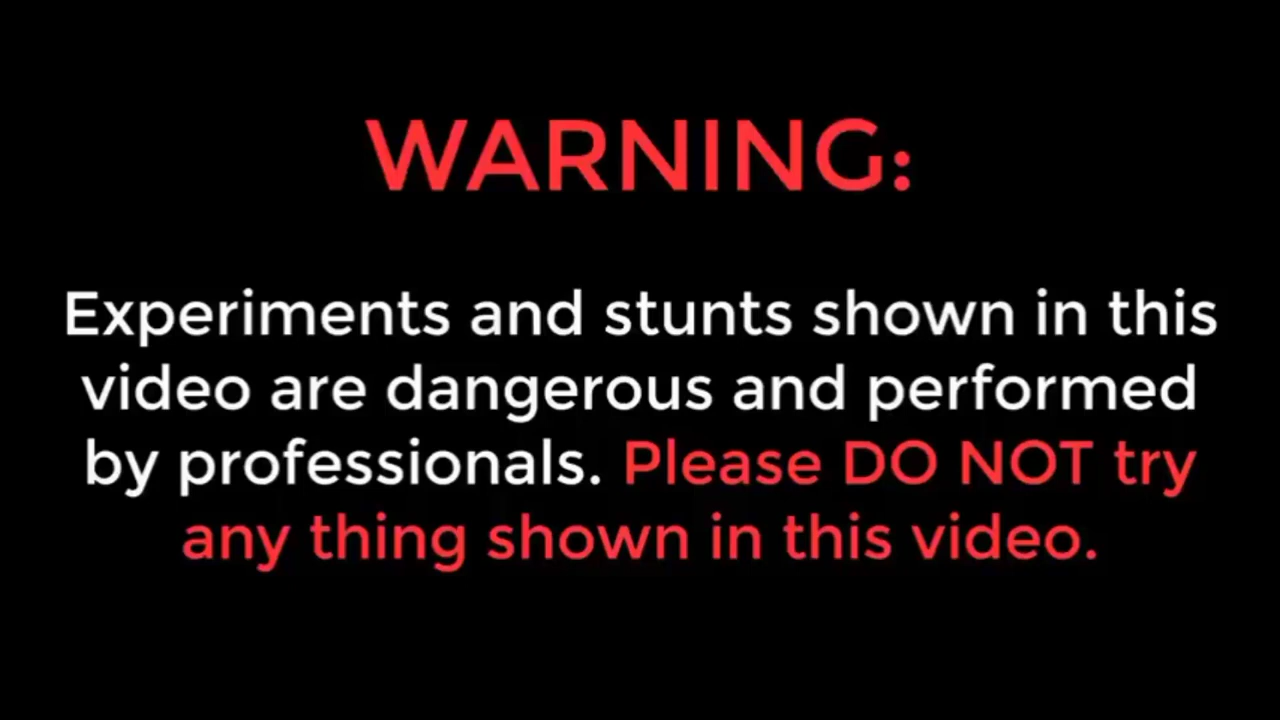 WARNING:
Experiments and stunts shown in this
video are dangerous and performed
by professionals. Please DO NOT try
any thing shown in this video.